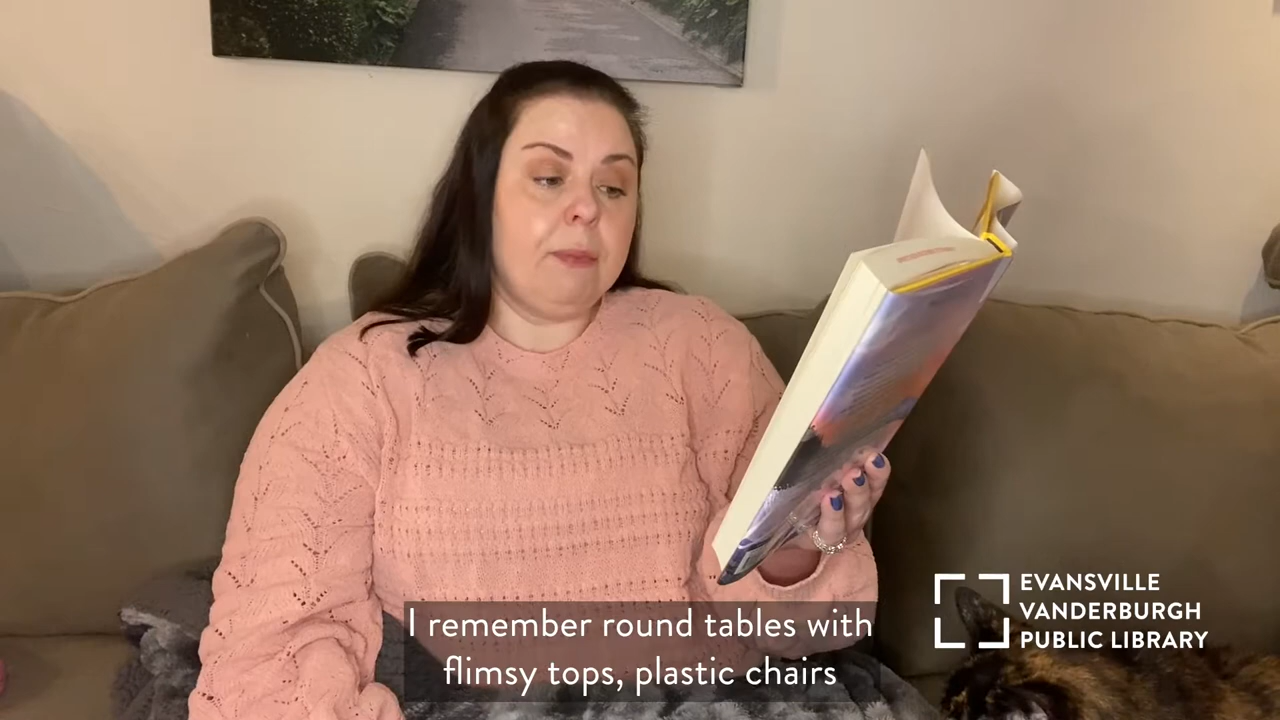 I remember round tables with
flimsy tops, plastic chairs
EVANSVILLE
VANDERBURGH
PUBLIC LIBRARY